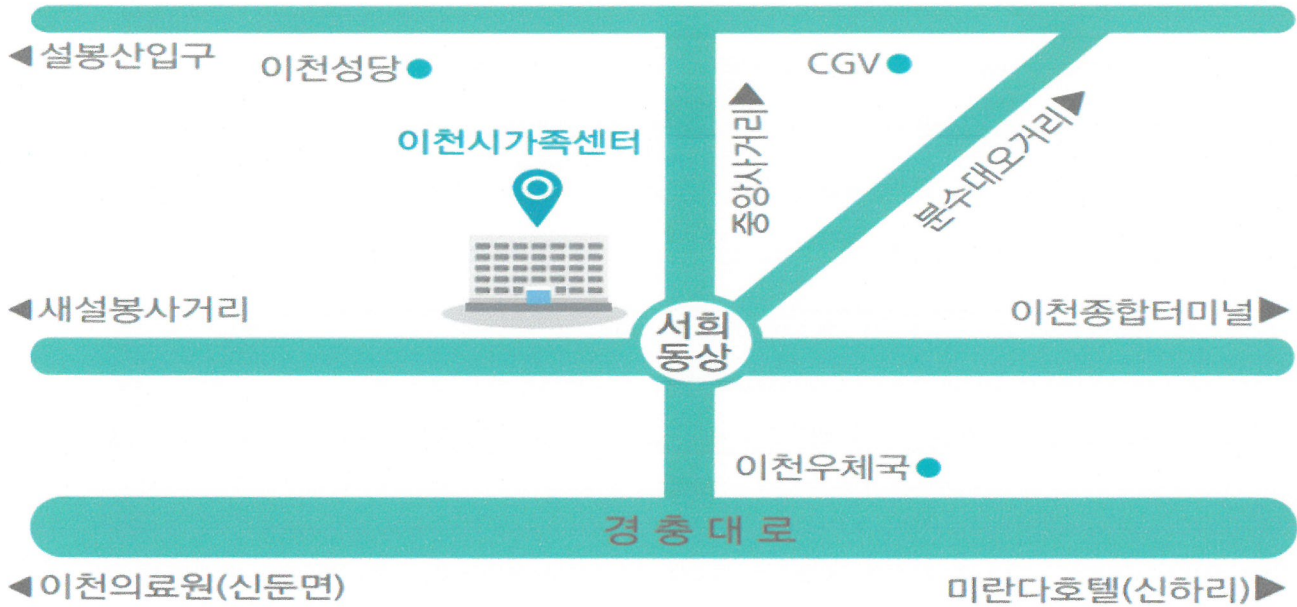 ◀설봉산입구
이천성당
CGV
이천시가족센터
중앙사거리▶
분수대오거리▶
◀새설봉사거리
이천종합터미널▶
서희
동상
이천우체국
경충대로
◀이천의료원(신둔면)
미란다호텔(신하리)▶